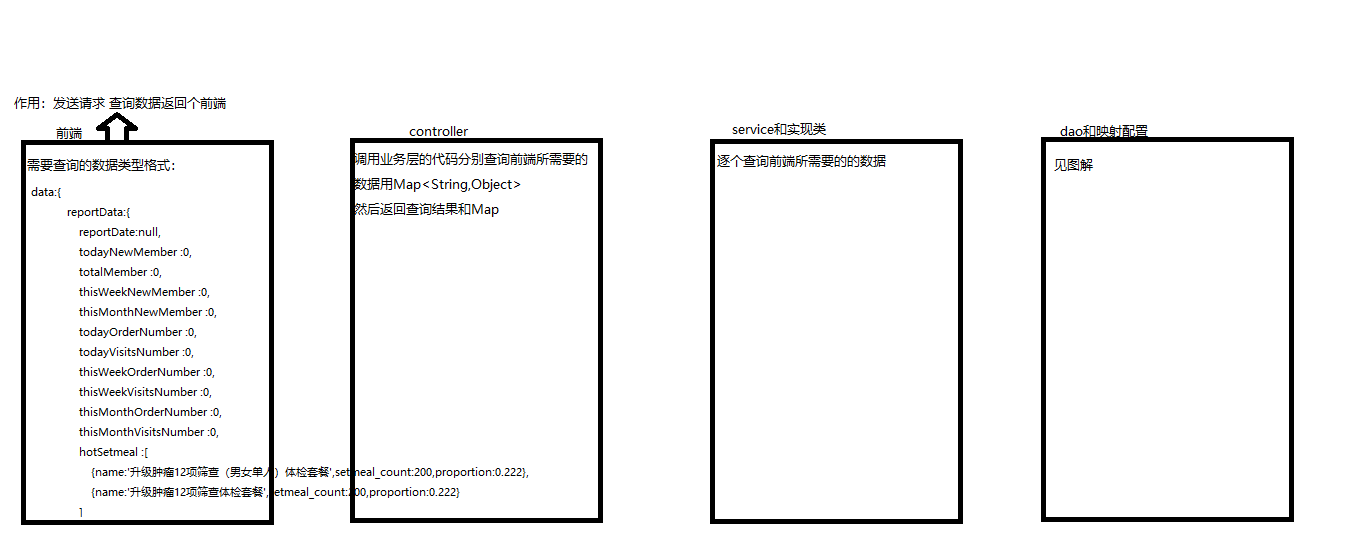 作用：发送请求 查询数据返回个前端
前端
需要查询的数据类型格式：
data:{
reportData:{
reportDate:null,
todayNewMember :0,
totalMember :0,
thisWeekNewMember :0,
thisMonthNewMember :0,
todayOrderNumber :0,
todayVisitsNumber :0,
thisWeekOrderNumber :0,
thisWeekVisitsNumber :0,
thisMonthOrderNumber :0,
thisMonthVisitsNumber :0,
hotSetmeal :[
{name:'升级肿瘤12项筛查（男女单人）体检套餐',setmeal_count:200,proportion:0.222},
{name:'升级肿瘤12项筛查体检套餐',setmeal_count:200,proportion:0.222}
]
controller
调用业务层的代码分别查询前端所需要的
数据用Map<String,Object>
然后返回查询结果和Map
service和实现类
逐个查询前端所需要的的数据
dao和映射配置
见图解